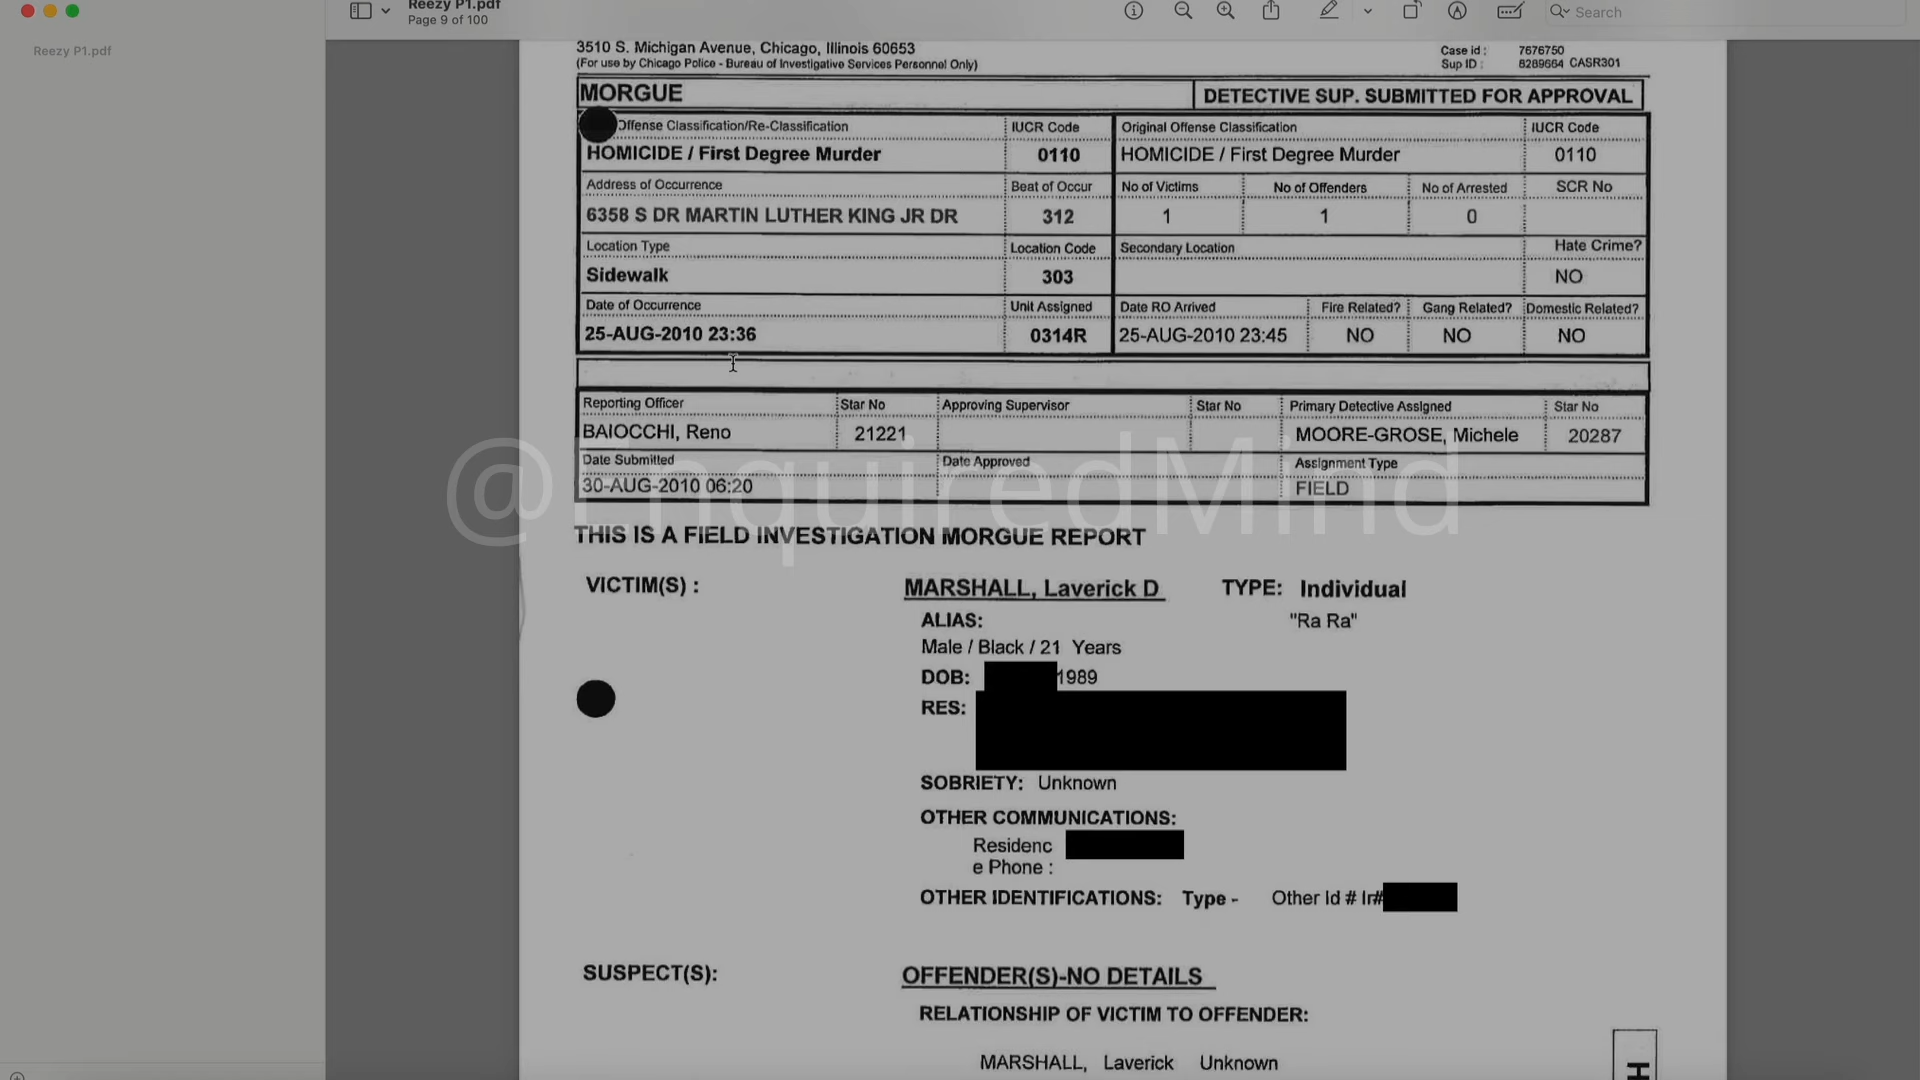 Reezy P1.pdf
Page 9 of 100
Search
Reezy P1.pdf
3510 S. Michigan Avenue, Chicago, Illinois 60653
(For use by Chicago Police - Bureau of Investigative Services Personnel Only)
Case id : 7676750
Sup ID : 8289664 CASR301
MORGUE DETECTIVE SUP. SUBMITTED FOR APPROVAL
Offense Classification/Re-Classification IUCR Code Original Offense Classification IUCR Code
HOMICIDE / First Degree Murder 0110 HOMICIDE / First Degree Murder 0110
Address of Occurrence Beat of Occur No of Victims No of Offenders No of Arrested SCR No
6358 S DR MARTIN LUTHER KING JR DR 312 1 1 0
Location Type Location Code Secondary Location Hate Crime?
Sidewalk 303 NO
Date of Occurrence Unit Assigned Date RO Arrived Fire Related? Gang Related? Domestic Related?
25-AUG-2010 23:36 0314R 25-AUG-2010 23:45 NO NO NO
Reporting Officer Star No Approving Supervisor Star No Primary Detective Assigned Star No
BAIOCCHI, Reno 21221 MOORE-GROSE, Michele 20287
Date Submitted Date Approved Assignment Type
30-AUG-2010 06:20 FIELD
@EnquiredMind
THIS IS A FIELD INVESTIGATION MORGUE REPORT
VICTIM(S) : MARSHALL, Laverick D TYPE: Individual
ALIAS: "Ra Ra"
Male / Black / 21 Years
DOB: 1989
RES:
SOBRIETY: Unknown
OTHER COMMUNICATIONS:
Residenc
e Phone :
OTHER IDENTIFICATIONS: Type - Other Id # Ir#
SUSPECT(S): OFFENDER(S)-NO DETAILS
RELATIONSHIP OF VICTIM TO OFFENDER:
MARSHALL, Laverick Unknown
H